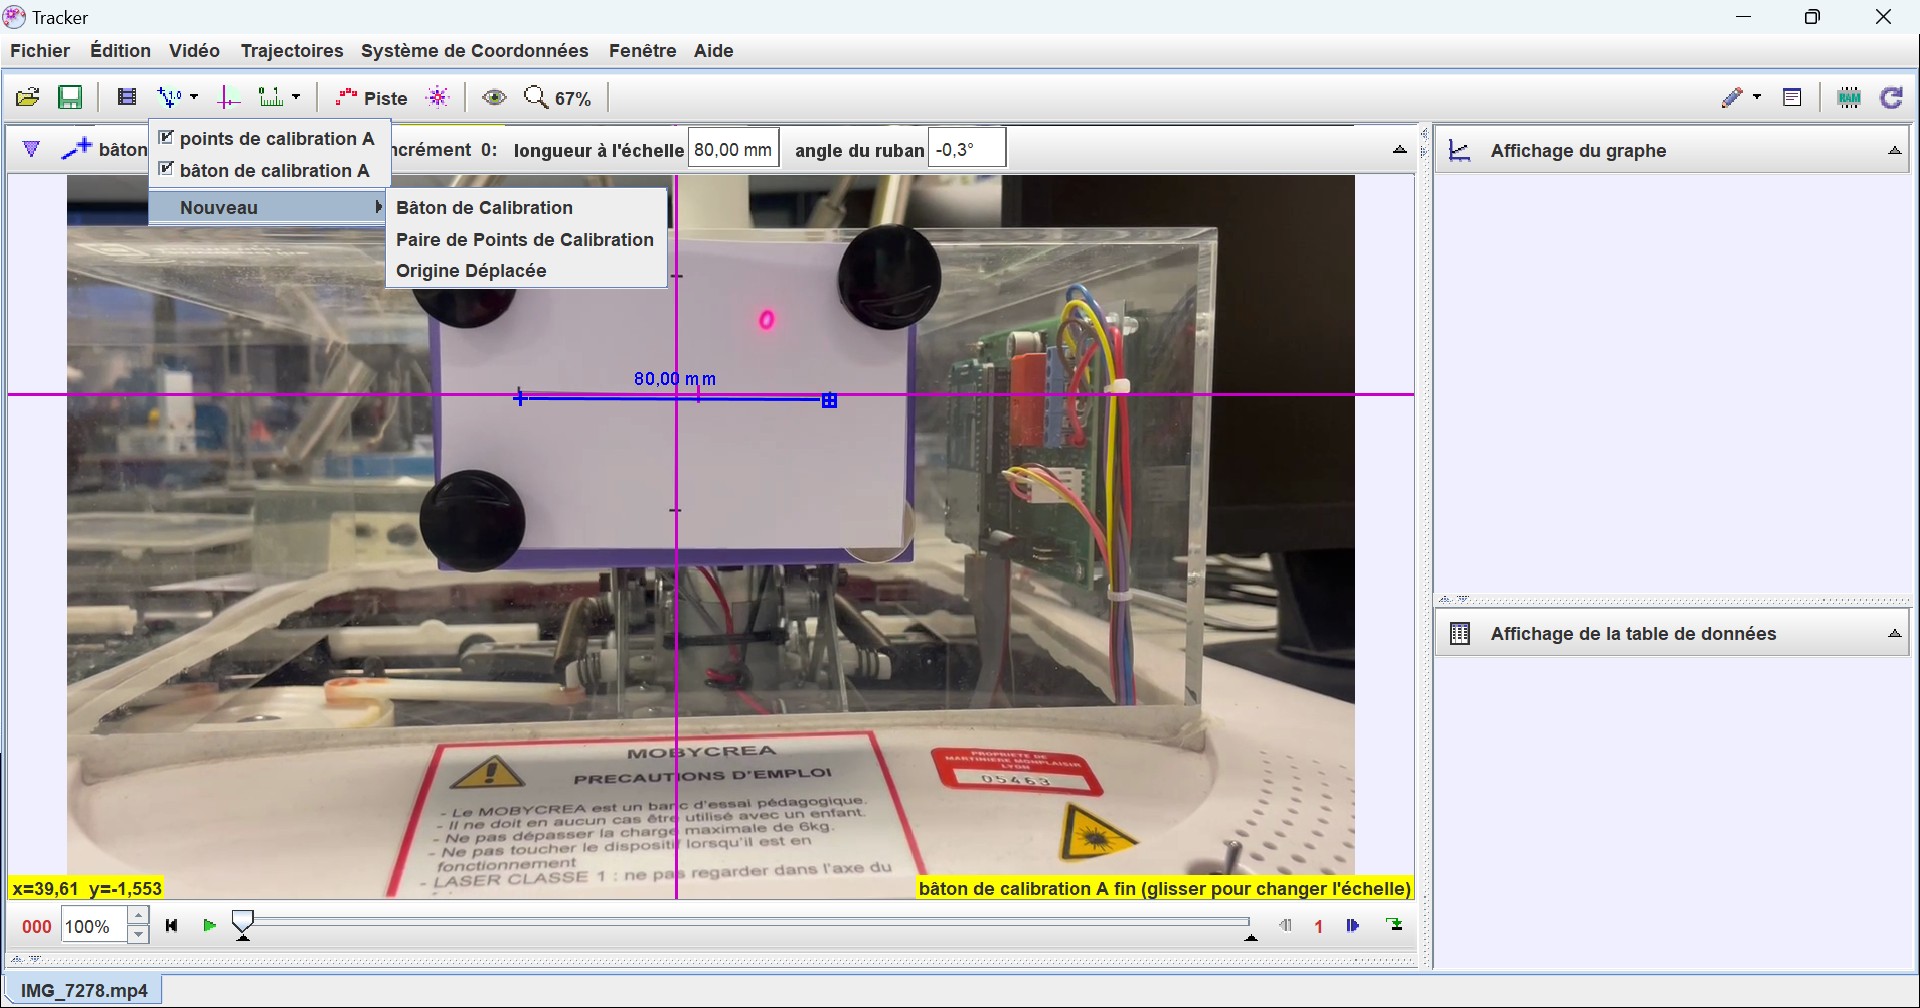 Tracker
Fichier Édition Vidéo Trajectoires Système de Coordonnées Fenêtre Aide
Piste 67%
points de calibration A
bâton de calibration A
Nouveau
Bâton de Calibration
Paire de Points de Calibration
Origine Déplacée
bâton
ncrément 0: longueur à l'échelle 80,00 mm angle du ruban -0,3°
Affichage du graphe
80,00 mm
Affichage de la table de données
MOBYCREA
PRECAUTIONS D'EMPLOI
- Le MOBYCREA est un banc d'essai pédagogique.
- Il ne doit en aucun cas être utilisé avec un enfant.
- Ne pas dépasser la charge maximale de 6kg.
- Ne pas toucher le dispositif lorsqu'il est en
fonctionnement
- LASER CLASSE 1 : ne pas regarder dans l'axe du
PROPRIETE DE
MARTINIERE MONPLAISIR
LYON
05463
x=39,61 y=-1,553
bâton de calibration A fin (glisser pour changer l'échelle)
000 100% 1
IMG_7278.mp4